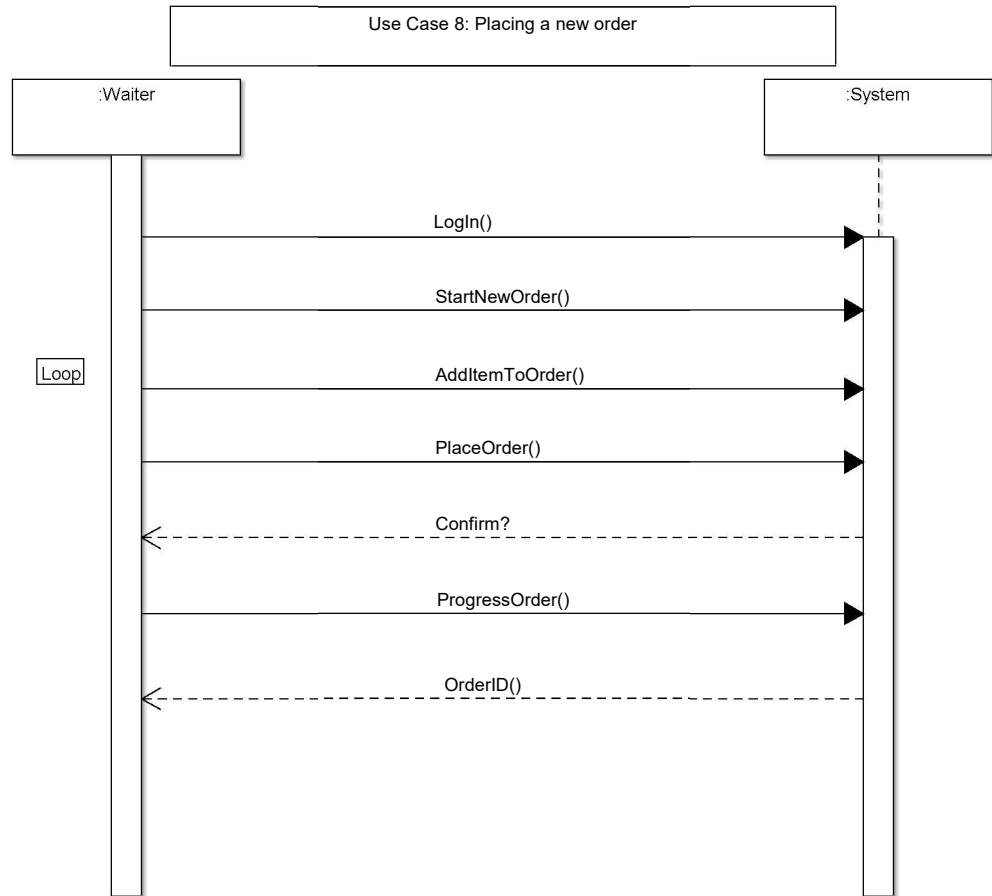 Use Case 8: Placing a new order
:Waiter
:System
LogIn()
StartNewOrder()
Loop
AddItemToOrder()
PlaceOrder()
Confirm?
ProgressOrder()
OrderID()